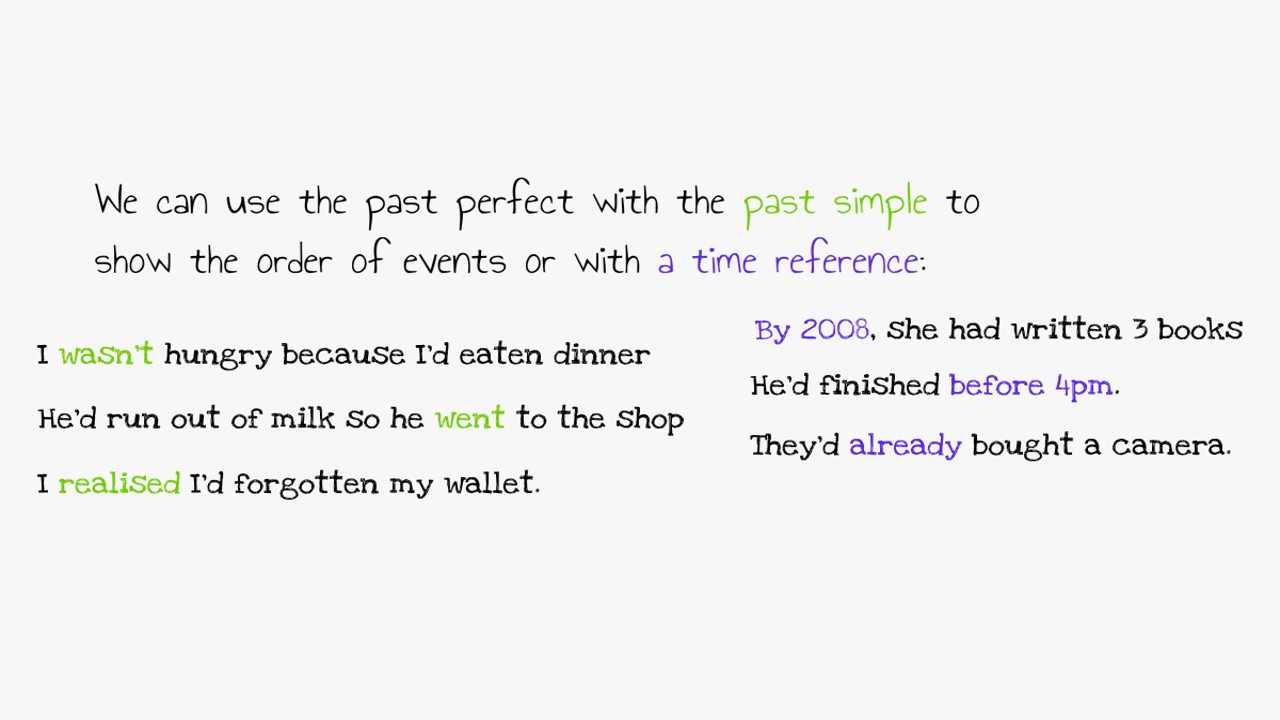 We can use the past perfect with the past simple to
show the order of events or with a time reference:
I wasn't hungry because I'd eaten dinner
He'd run out of milk so he went to the shop
I realised I'd forgotten my wallet.
By 2008, she had written 3 books
He'd finished before 4pm.
They'd already bought a camera.